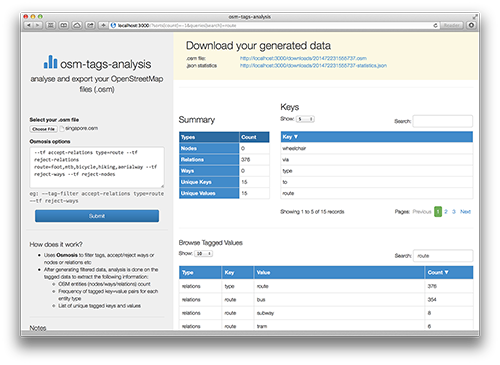 osm-tags-analysis
localhost:3000/?sort[count]=-1&queries[search]=route
Reader
osm-tags-analysis
analyse and export your OpenStreetMap
files (.osm)
Select your .osm file
Choose File singapore.osm
Osmosis options
--tf accept-relations type=route --tf
reject-relations
route=foot,mtb,bicycle,hiking,aerialway --tf
reject-ways --tf reject-nodes
eg: --tag-filter accept-relations type=route
--tf reject-ways
Submit
How does it work?
Uses Osmosis to filter tags, accept/reject ways or
nodes or relations etc
After generating filtered data, analysis is done on the
tagged data to extract the following information:
OSM entities (nodes/ways/relations) count
Frequency of tagged key=value pairs for each
entity type
List of unique tagged keys and values
Notes
Download your generated data
.osm file: http://localhost:3000/downloads/201472231555737.osm
.json statistics http://localhost:3000/downloads/201472231555737-statistics.json
Summary
Types Count
Nodes 0
Relations 376
Ways 0
Unique Keys 15
Unique Values 15
Keys
Show: 5 Search:
Key ▼
wheelchair
via
type
to
route
Showing 1 to 5 of 15 records Pages: Previous 1 2 3 Next
Browse Tagged Values
Show: 10 Search: route
Type Key Value Count ▼
relations type route 376
relations route bus 354
relations route subway 8
relations route tram 6